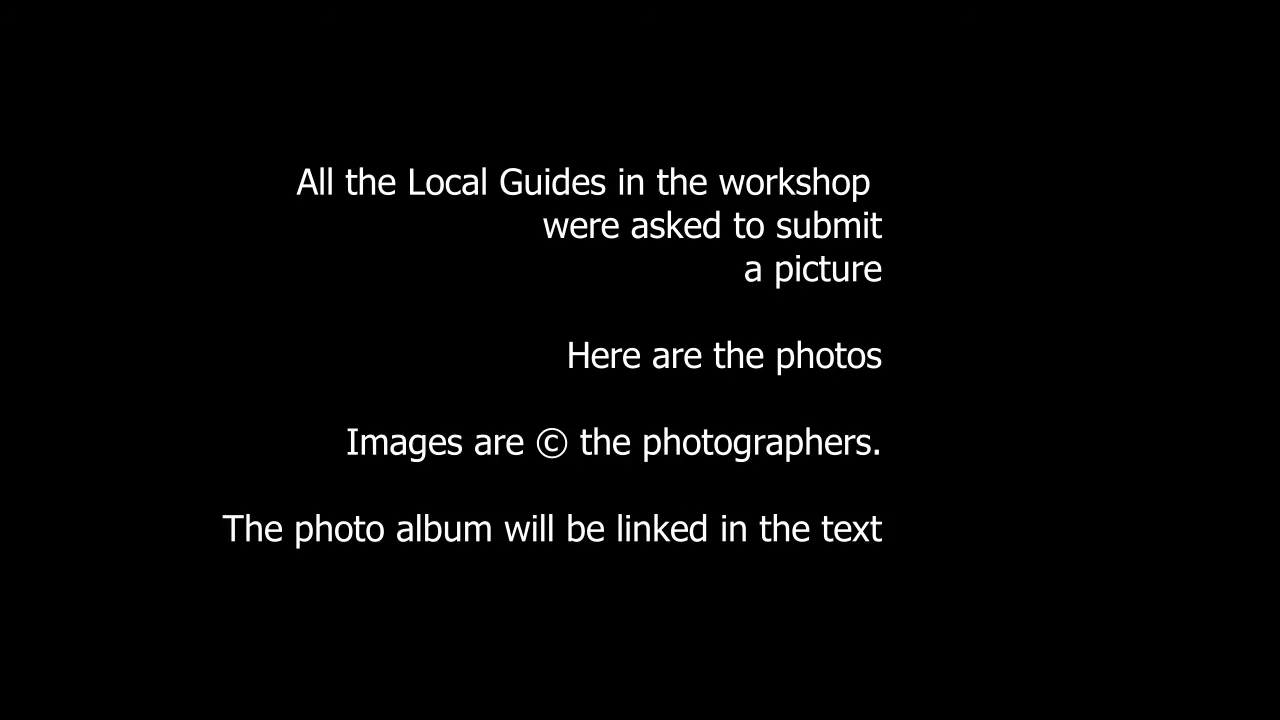 All the Local Guides in the workshop
were asked to submit
a picture
Here are the photos
Images are © the photographers.
The photo album will be linked in the text